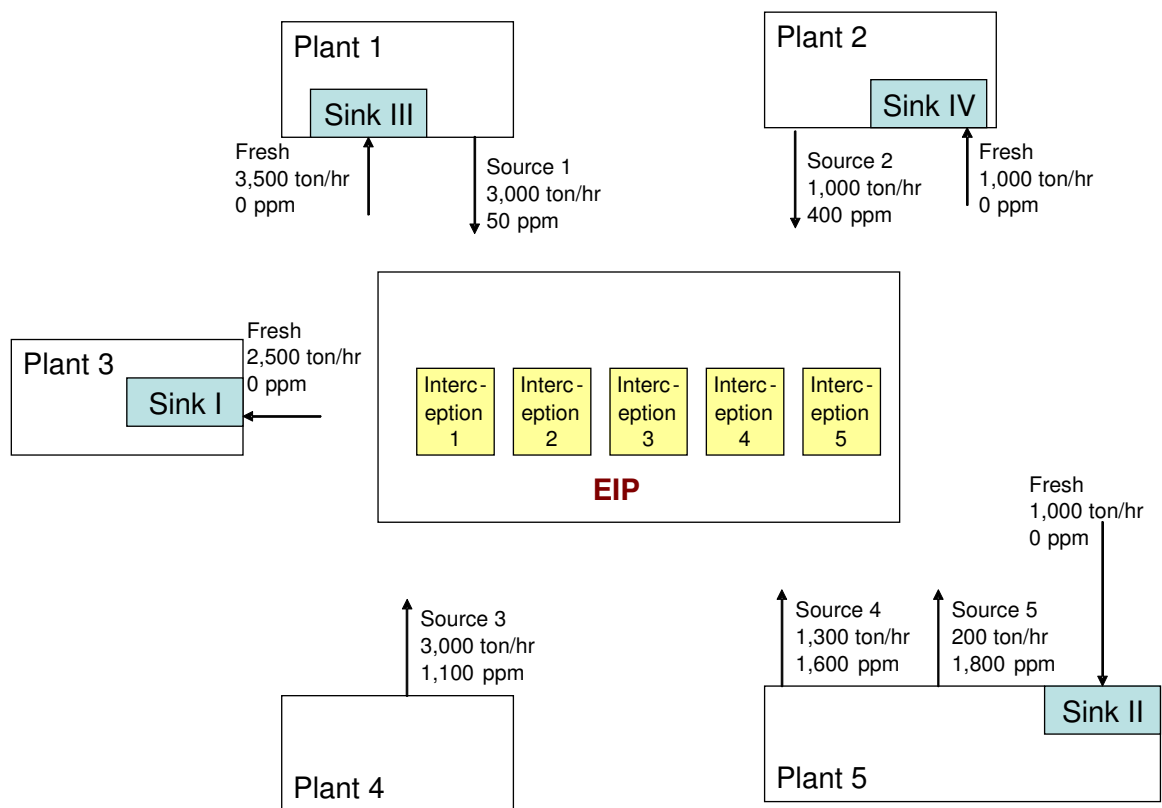 Plant 1
Sink III
Fresh
3,500 ton/hr
0 ppm
Source 1
3,000 ton/hr
50 ppm
Plant 2
Sink IV
Source 2
1,000 ton/hr
400 ppm
Fresh
1,000 ton/hr
0 ppm
Plant 3
Sink I
Fresh
2,500 ton/hr
0 ppm
Interc-
eption
1
Interc-
eption
2
Interc-
eption
3
Interc-
eption
4
Interc-
eption
5
EIP
Fresh
1,000 ton/hr
0 ppm
Source 3
3,000 ton/hr
1,100 ppm
Plant 4
Source 4
1,300 ton/hr
1,600 ppm
Source 5
200 ton/hr
1,800 ppm
Sink II
Plant 5